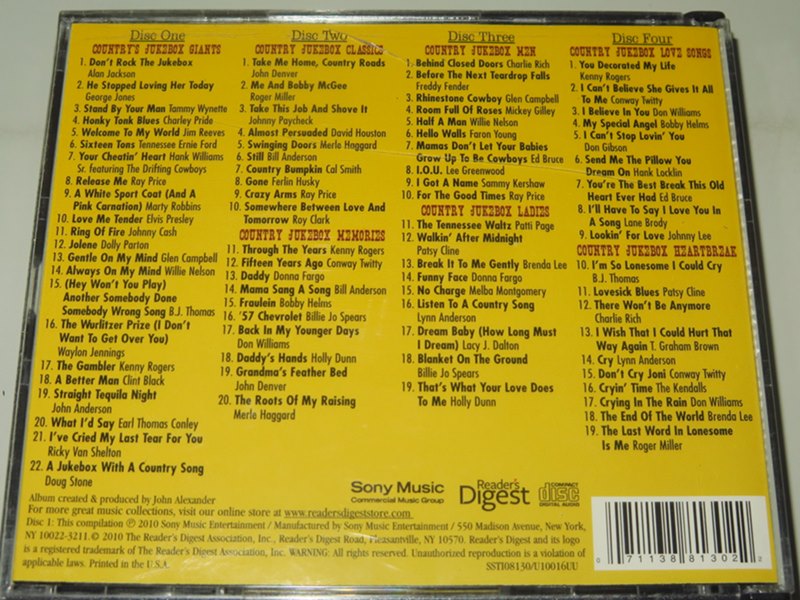 Disc One
COUNTRY'S JUKEBOX GIANTS
1. Don't Rock The Jukebox
Alan Jackson
2. He Stopped Loving Her Today
George Jones
3. Stand By Your Man Tammy Wynette
4. Honky Tonk Blues Charley Pride
5. Welcome To My World Jim Reeves
6. Sixteen Tons Tennessee Ernie Ford
7. Your Cheatin' Heart Hank Williams
Sr. featuring The Drifting Cowboys
8. Release Me Ray Price
9. A White Sport Coat (And A
Pink Carnation) Marty Robbins
10. Love Me Tender Elvis Presley
11. Ring Of Fire Johnny Cash
12. Jolene Dolly Parton
13. Gentle On My Mind Glen Campbell
14. Always On My Mind Willie Nelson
15. (Hey Won't You Play)
Another Somebody Done
Somebody Wrong Song B.J. Thomas
16. The Wurlitzer Prize (I Don't
Want To Get Over You)
Waylon Jennings
17. The Gambler Kenny Rogers
18. A Better Man Clint Black
19. Straight Tequila Night
John Anderson
20. What I'd Say Earl Thomas Conley
21. I've Cried My Last Tear For You
Ricky Van Shelton
22. A Jukebox With A Country Song
Doug Stone
Disc Two
COUNTRY JUKEBOX CLASSICS
1. Take Me Home, Country Roads
John Denver
2. Me And Bobby McGee
Roger Miller
3. Take This Job And Shove It
Johnny Paycheck
4. Almost Persuaded David Houston
5. Swinging Doors Merle Haggard
6. Still Bill Anderson
7. Country Bumpkin Cal Smith
8. Gone Ferlin Husky
9. Crazy Arms Ray Price
10. Somewhere Between Love And
Tomorrow Roy Clark
COUNTRY JUKEBOX MEMORIES
11. Through The Years Kenny Rogers
12. Fifteen Years Ago Conway Twitty
13. Daddy Donna Fargo
14. Mama Sang A Song Bill Anderson
15. Fraulein Bobby Helms
16. '57 Chevrolet Billie Jo Spears
17. Back In My Younger Days
Don Williams
18. Daddy's Hands Holly Dunn
19. Grandma's Feather Bed
John Denver
20. The Roots Of My Raising
Merle Haggard
Disc Three
COUNTRY JUKEBOX MEN
1. Behind Closed Doors Charlie Rich
2. Before The Next Teardrop Falls
Freddy Fender
3. Rhinestone Cowboy Glen Campbell
4. Room Full Of Roses Mickey Gilley
5. Half A Man Willie Nelson
6. Hello Walls Faron Young
7. Mamas Don't Let Your Babies
Grow Up To Be Cowboys Ed Bruce
8. I.O.U. Lee Greenwood
9. I Got A Name Sammy Kershaw
10. For The Good Times Ray Price
COUNTRY JUKEBOX LADIES
11. The Tennessee Waltz Patti Page
12. Walkin' After Midnight
Patsy Cline
13. Break It To Me Gently Brenda Lee
14. Funny Face Donna Fargo
15. No Charge Melba Montgomery
16. Listen To A Country Song
Lynn Anderson
17. Dream Baby (How Long Must
I Dream) Lacy J. Dalton
18. Blanket On The Ground
Billie Jo Spears
19. That's What Your Love Does
To Me Holly Dunn
Disc Four
COUNTRY JUKEBOX LOVE SONGS
1. You Decorated My Life
Kenny Rogers
2. I Can't Believe She Gives It All
To Me Conway Twitty
3. I Believe In You Don Williams
4. My Special Angel Bobby Helms
5. I Can't Stop Lovin' You
Don Gibson
6. Send Me The Pillow You
Dream On Hank Locklin
7. You're The Best Break This Old
Heart Ever Had Ed Bruce
8. I'll Have To Say I Love You In
A Song Lane Brody
9. Lookin' For Love Johnny Lee
COUNTRY JUKEBOX HEARTBREAK
10. I'm So Lonesome I Could Cry
B.J. Thomas
11. Lovesick Blues Patsy Cline
12. There Won't Be Anymore
Charlie Rich
13. I Wish That I Could Hurt That
Way Again T. Graham Brown
14. Cry Lynn Anderson
15. Don't Cry Joni Conway Twitty
16. Cryin' Time The Kendalls
17. Crying In The Rain Don Williams
18. The End Of The World Brenda Lee
19. The Last Word In Lonesome
Is Me Roger Miller
Sony Music
Commercial Music Group
Reader's
Digest
COMPACT
disc
DIGITAL AUDIO
Album created & produced by John Alexander
For more great music collections, visit our online store at www.readersdigeststore.com
Disc 1: This compilation ℗ 2010 Sony Music Entertainment / Manufactured by Sony Music Entertainment / 550 Madison Avenue, New York,
NY 10022-3211. © 2010 The Reader's Digest Association, Inc., Reader's Digest Road, Pleasantville, NY 10570. Reader's Digest and its logo
is a registered trademark of The Reader's Digest Association, Inc. WARNING: All rights reserved. Unauthorized reproduction is a violation of
applicable laws. Printed in the U.S.A.
SSTI08130/U10016UU
0 71138 81302 2